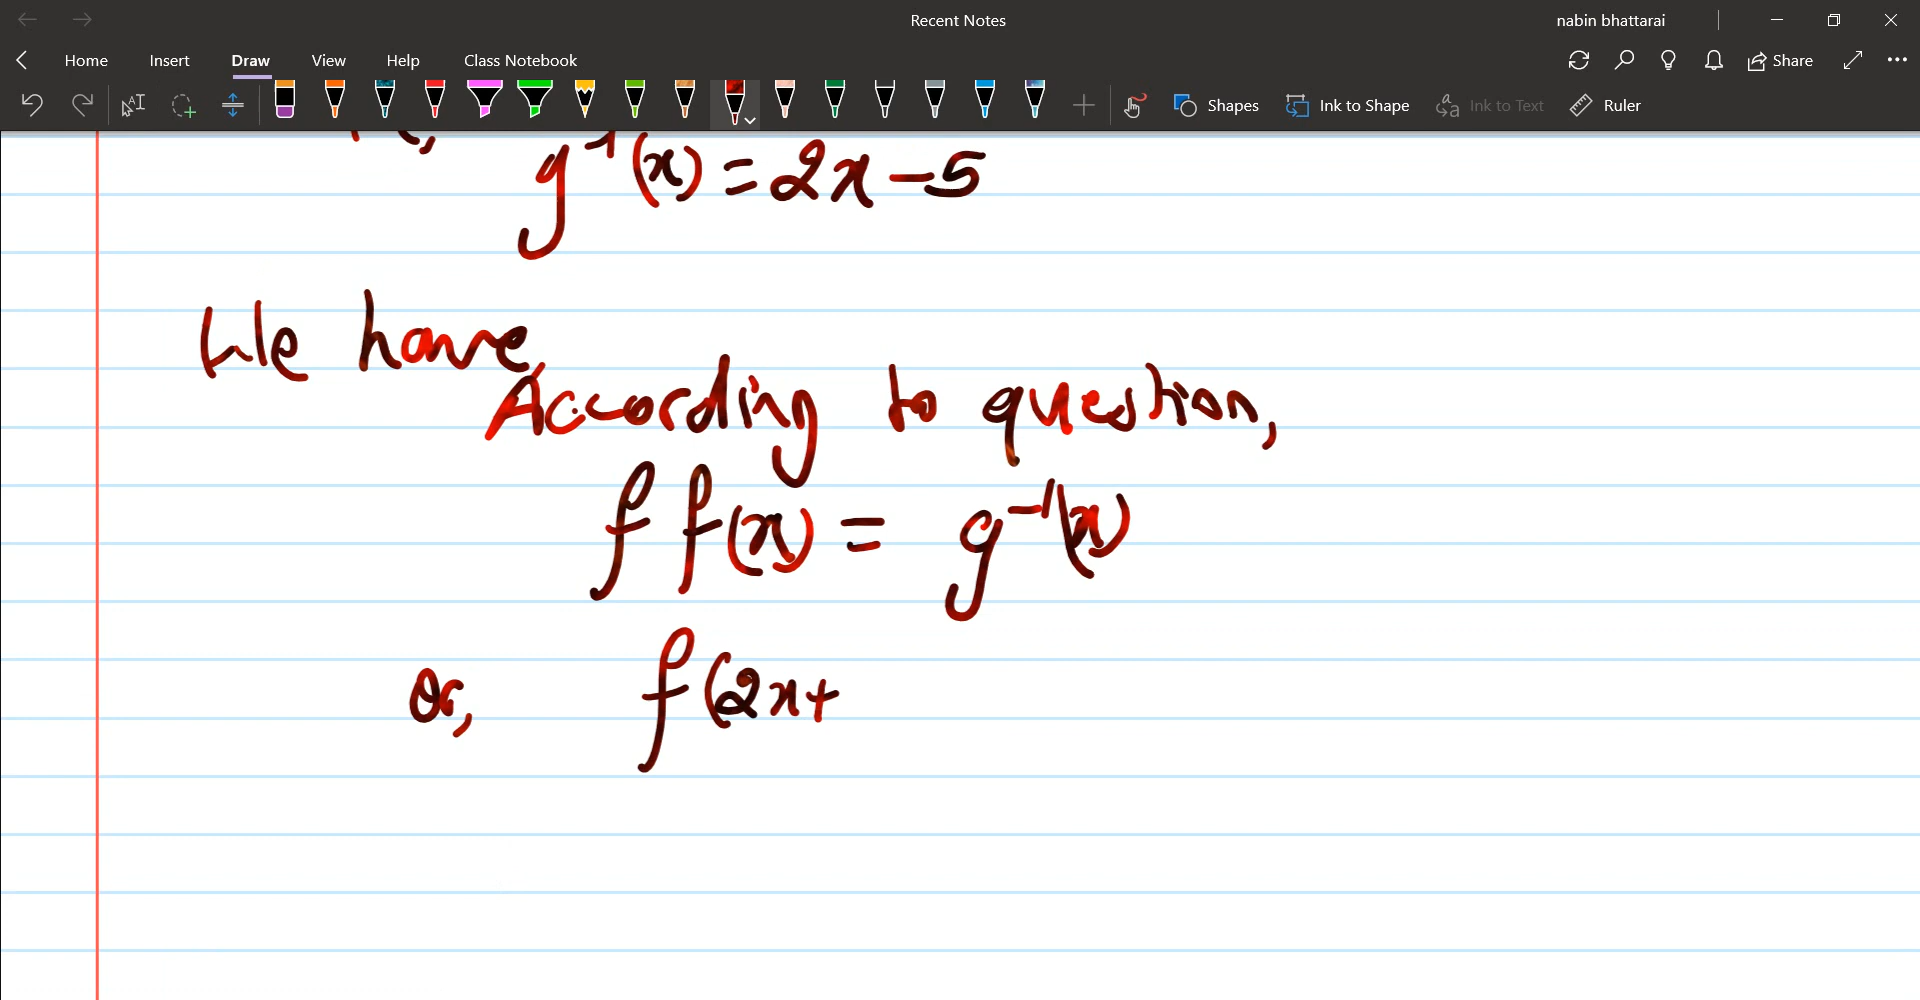 Recent Notes
nabin bhattarai
Home Insert Draw View Help Class Notebook
Share
Shapes Ink to Shape Ink to Text Ruler
g⁻¹(x) = 2x - 5
We have
According to question,
f f(x) = g⁻¹(x)
or, f(2x+